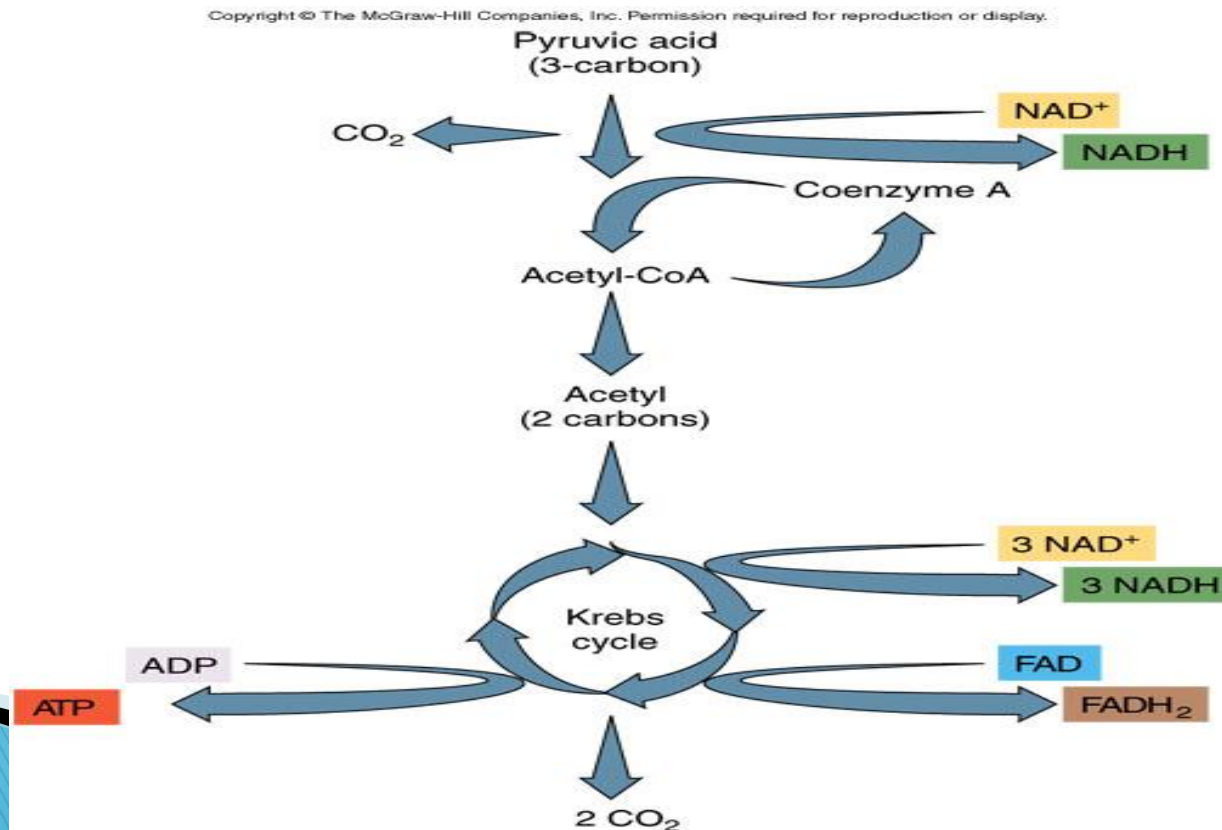 Copyright © The McGraw-Hill Companies, Inc. Permission required for reproduction or display.
Pyruvic acid
(3-carbon)
CO₂
NAD⁺
NADH
Coenzyme A
Acetyl-CoA
Acetyl
(2 carbons)
3 NAD⁺
3 NADH
Krebs
cycle
ADP
ATP
FAD
FADH₂
2 CO₂